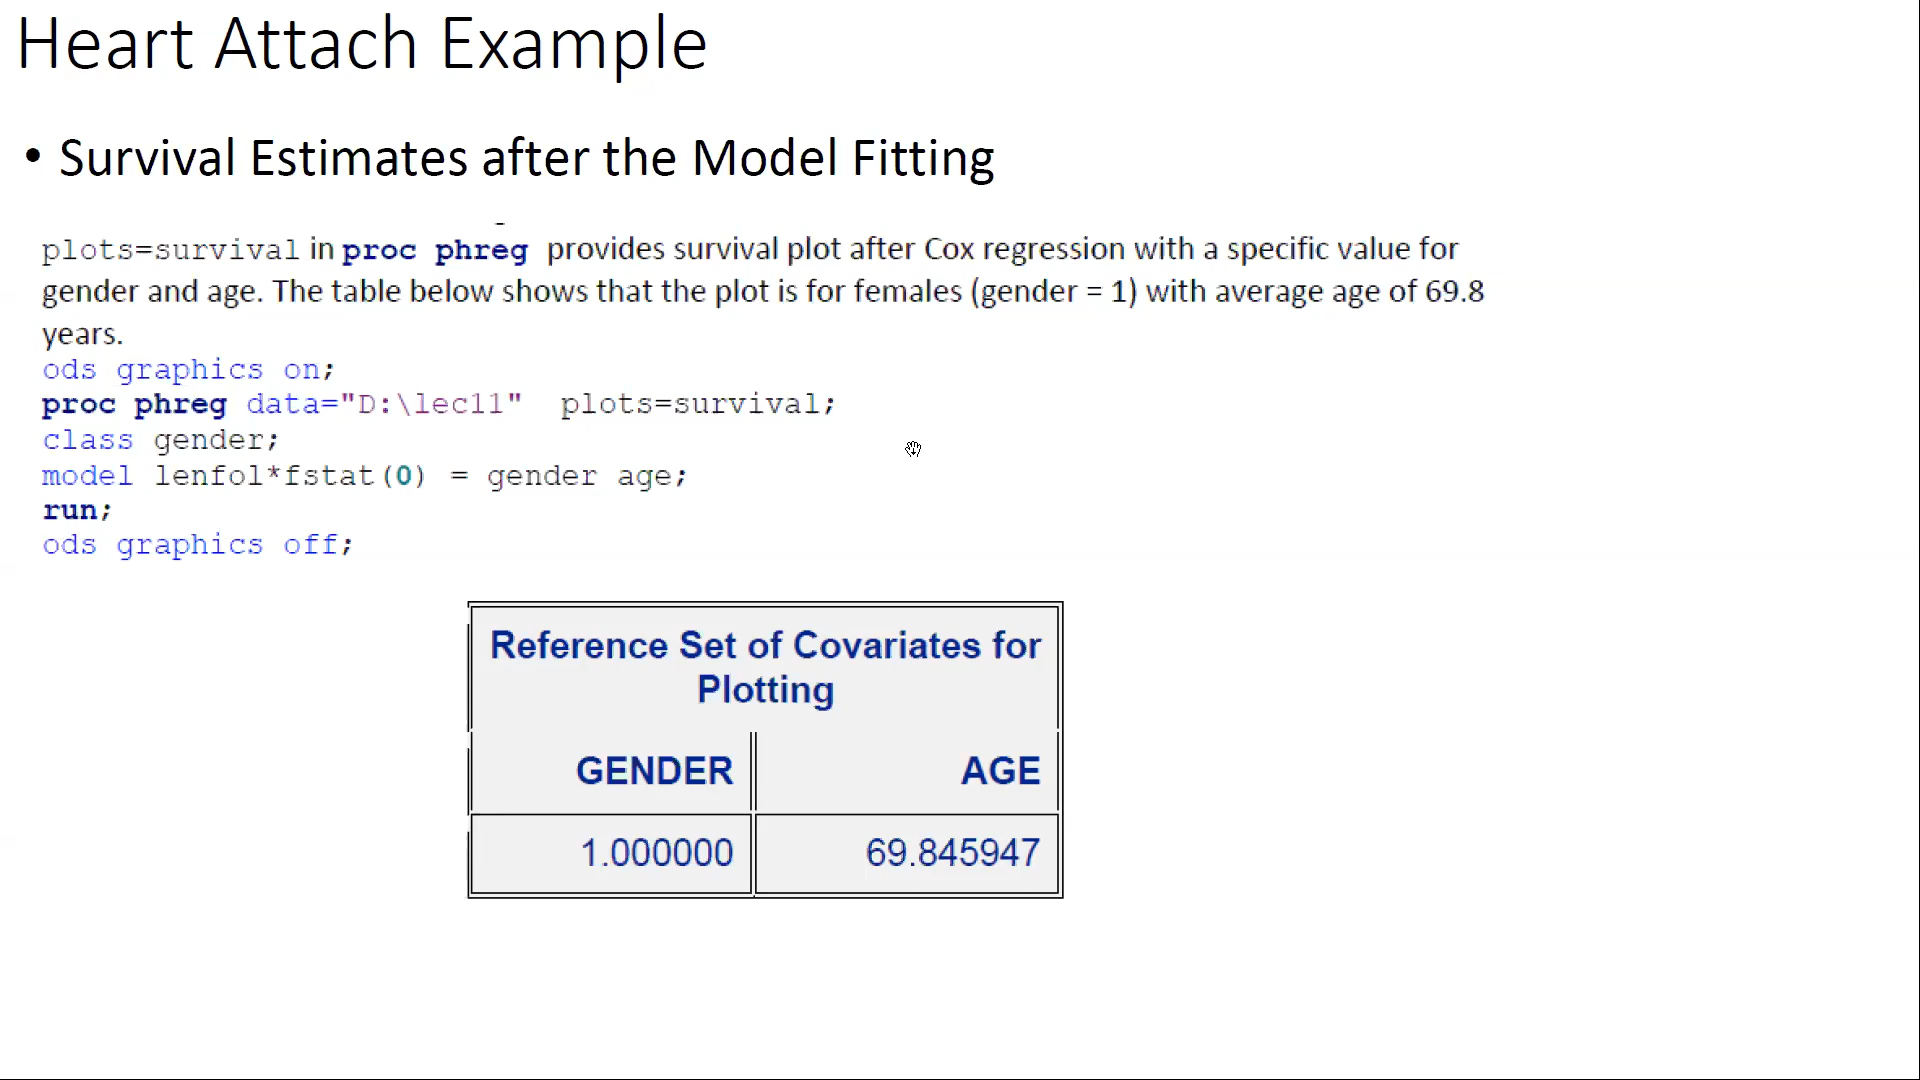 Heart Attach Example
• Survival Estimates after the Model Fitting
plots=survival in proc phreg provides survival plot after Cox regression with a specific value for
gender and age. The table below shows that the plot is for females (gender = 1) with average age of 69.8
years.
ods graphics on;
proc phreg data="D:\lec11" plots=survival;
class gender;
model lenfol*fstat(0) = gender age;
run;
ods graphics off;
Reference Set of Covariates for
Plotting
GENDER AGE
1.000000 69.845947